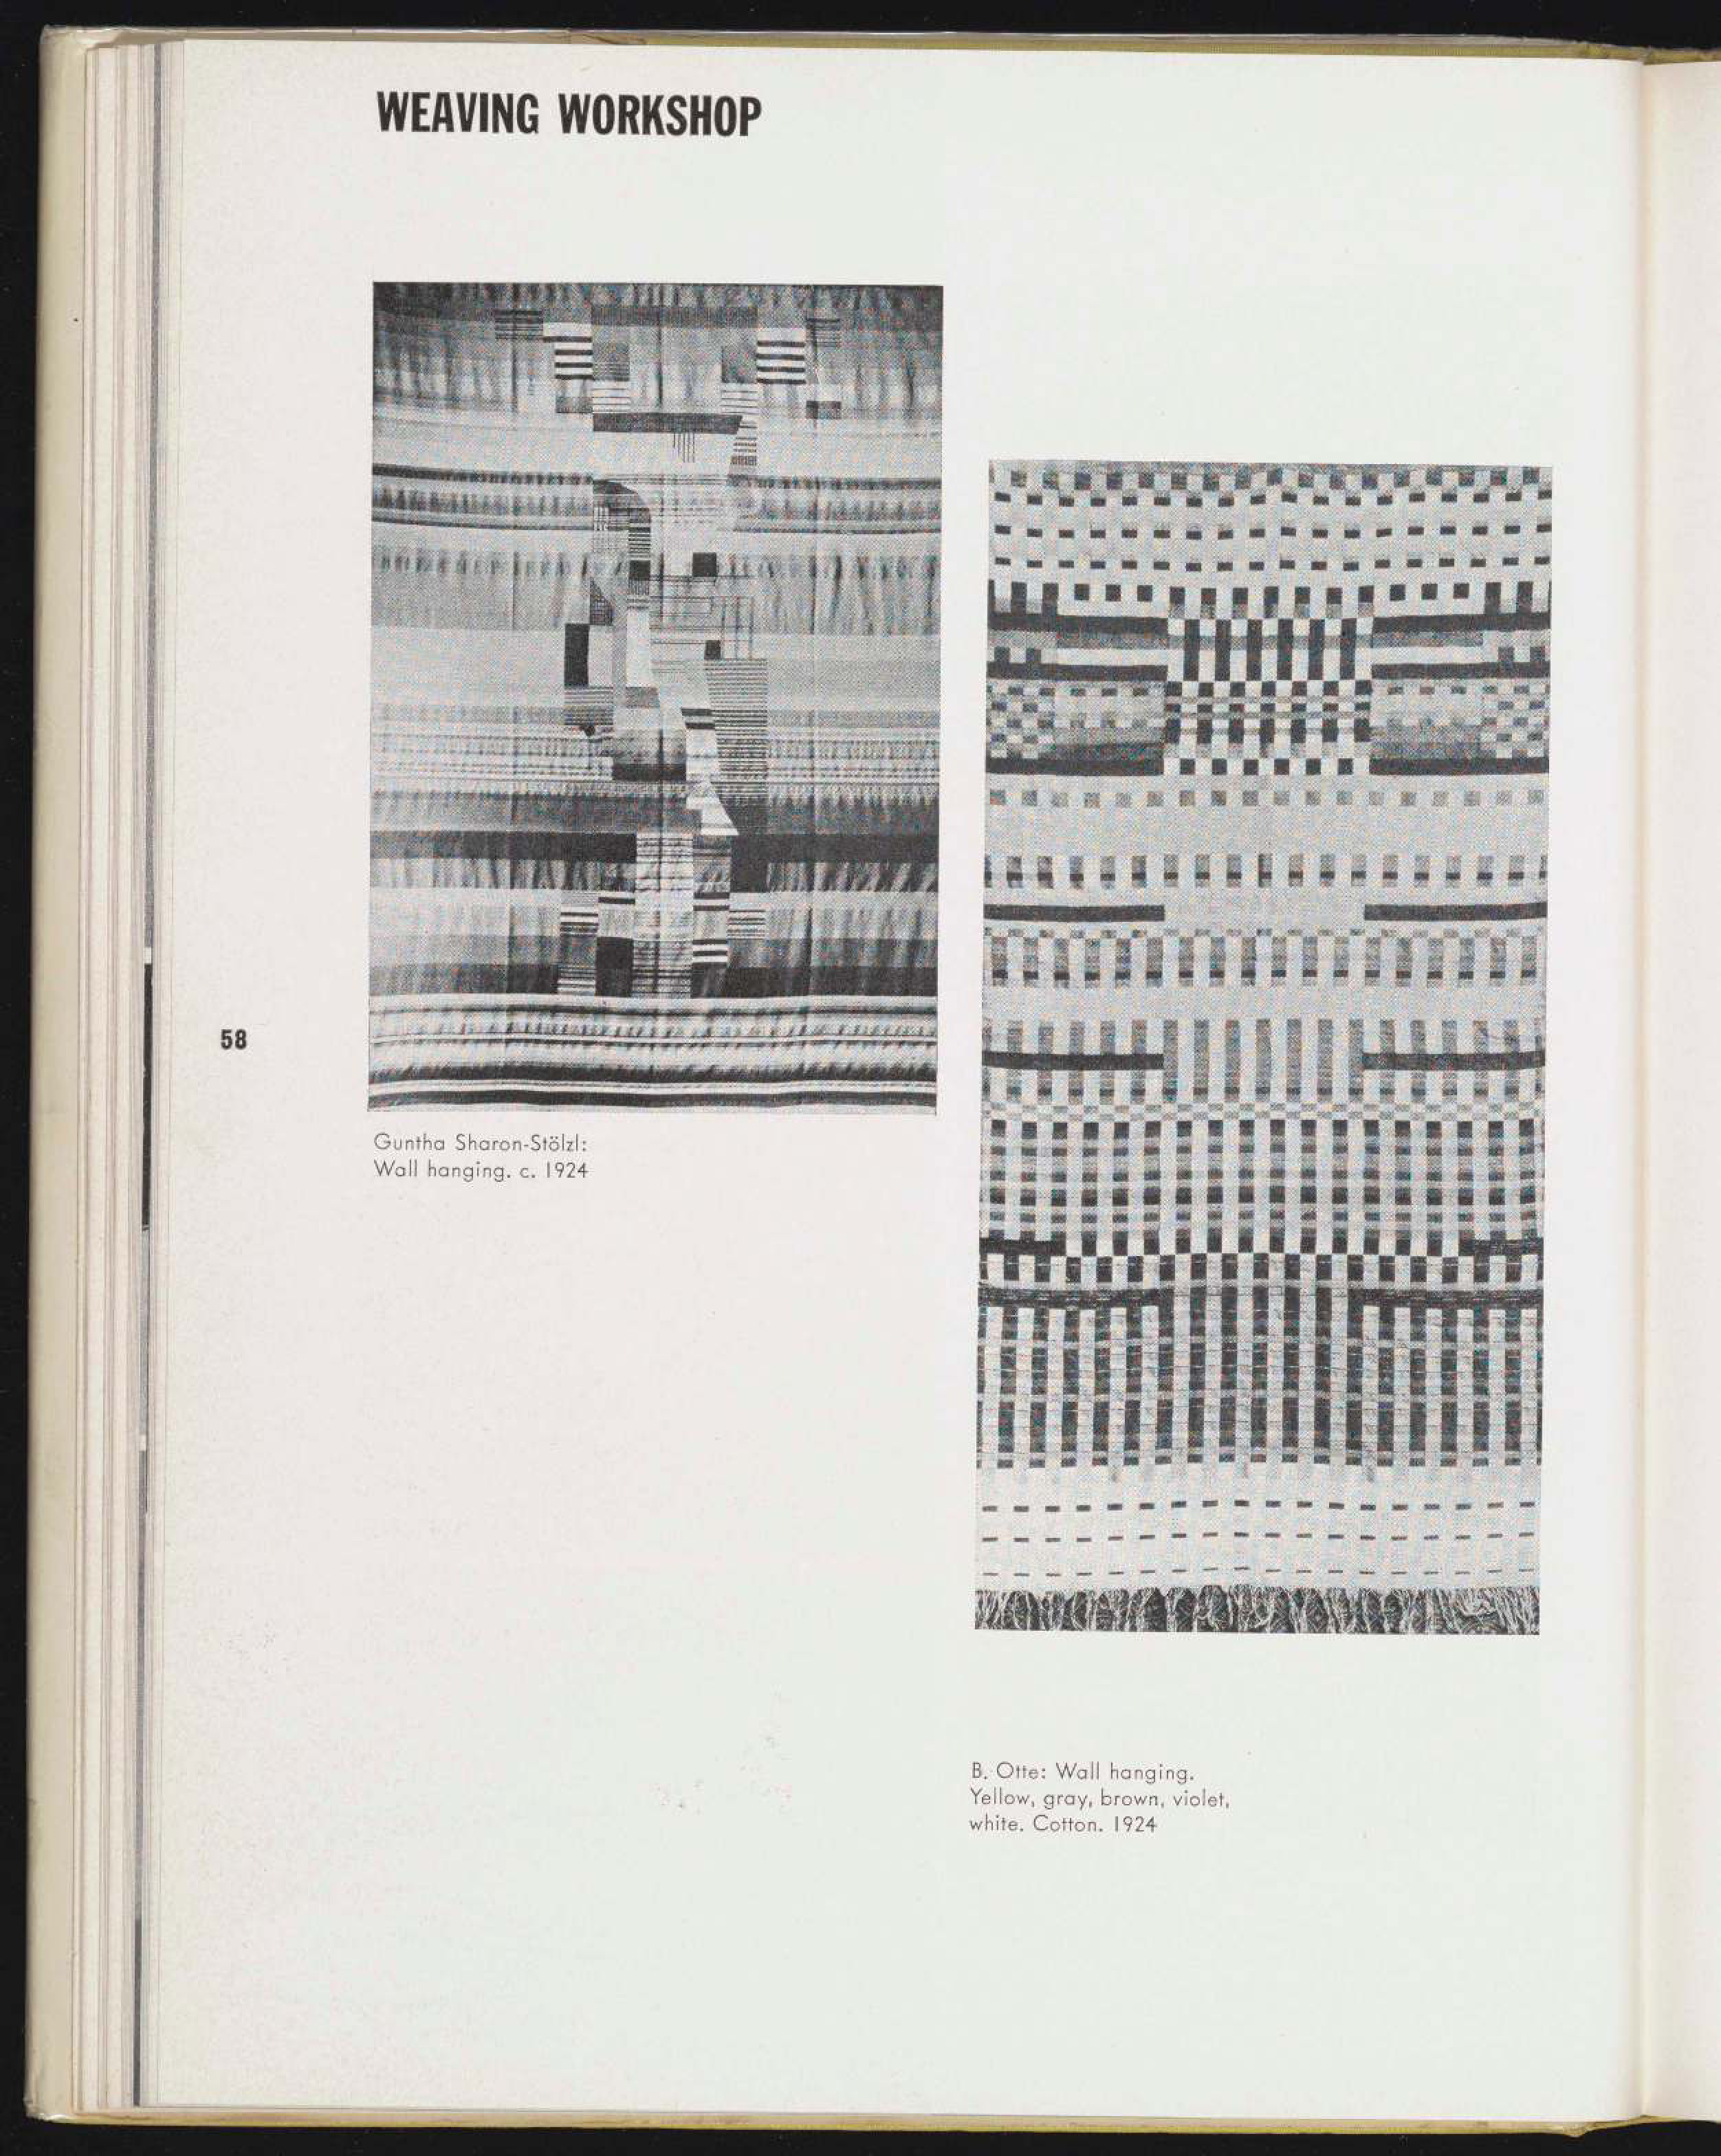 WEAVING WORKSHOP
58
Guntha Sharon-Stölzl:
Wall hanging. c. 1924
B. Otte: Wall hanging.
Yellow, gray, brown, violet,
white. Cotton. 1924